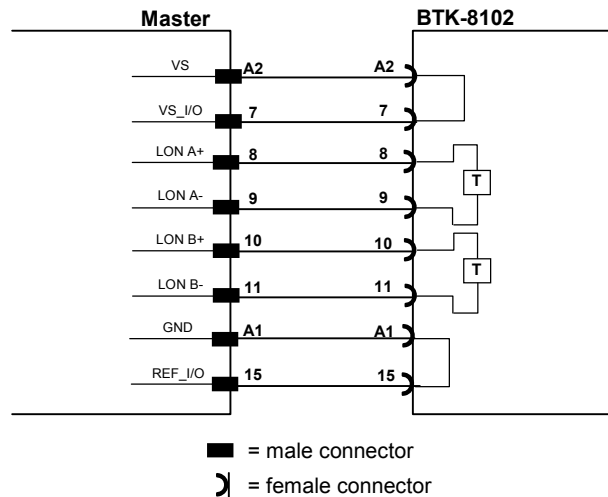 Master BTK-8102
VS A2 A2
VS_I/O 7 7
LON A+ 8 8
T
LON A- 9 9
LON B+ 10 10
T
LON B- 11 11
GND A1 A1
REF_I/O 15 15
= male connector
= female connector